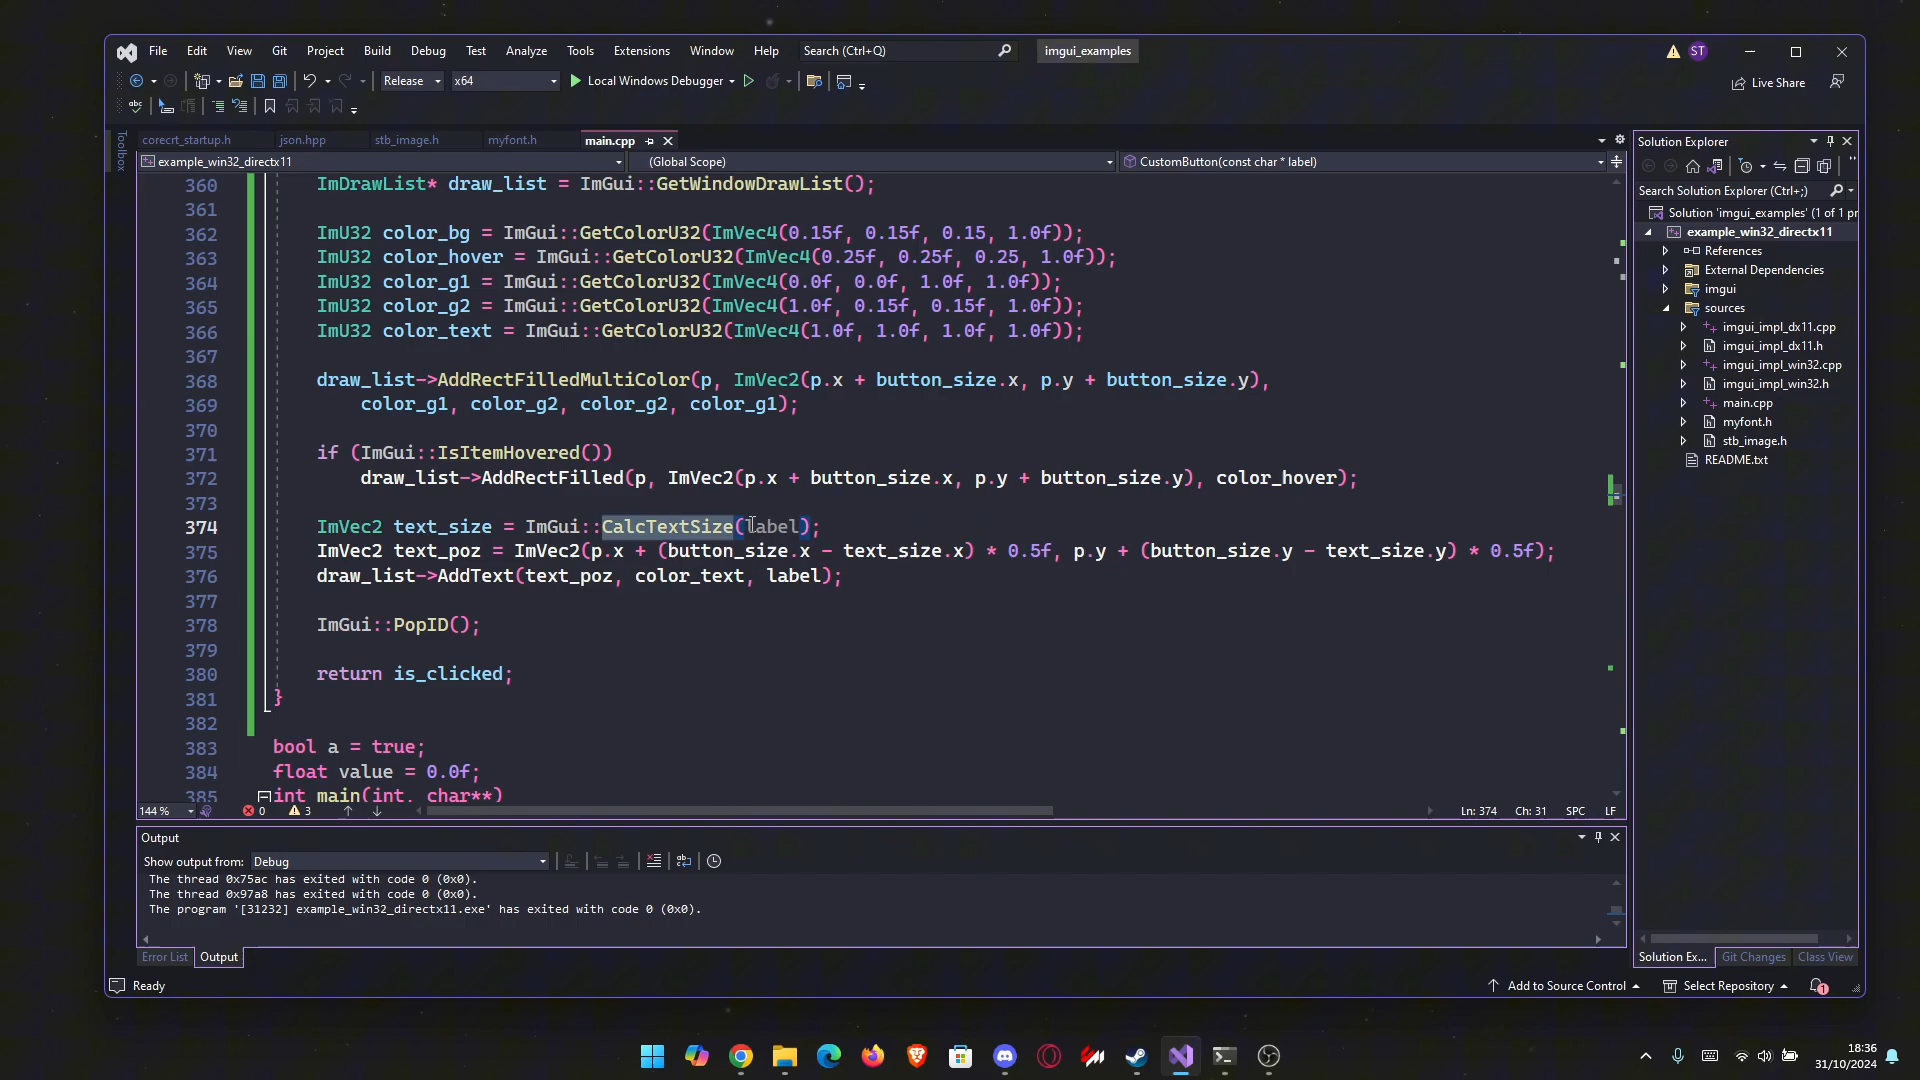 File Edit View Git Project Build Debug Test Analyze Tools Extensions Window Help Search (Ctrl+Q) imgui_examples ST
Release x64 Local Windows Debugger Live Share
corecrt_startup.h json.hpp stb_image.h myfont.h main.cpp
example_win32_directx11 (Global Scope) CustomButton(const char * label)
Toolbox
360 ImDrawList* draw_list = ImGui::GetWindowDrawList();
361
362 ImU32 color_bg = ImGui::GetColorU32(ImVec4(0.15f, 0.15f, 0.15, 1.0f));
363 ImU32 color_hover = ImGui::GetColorU32(ImVec4(0.25f, 0.25f, 0.25, 1.0f));
364 ImU32 color_g1 = ImGui::GetColorU32(ImVec4(0.0f, 0.0f, 1.0f, 1.0f));
365 ImU32 color_g2 = ImGui::GetColorU32(ImVec4(1.0f, 0.15f, 0.15f, 1.0f));
366 ImU32 color_text = ImGui::GetColorU32(ImVec4(1.0f, 1.0f, 1.0f, 1.0f));
367
368 draw_list->AddRectFilledMultiColor(p, ImVec2(p.x + button_size.x, p.y + button_size.y),
369 color_g1, color_g2, color_g2, color_g1);
370
371 if (ImGui::IsItemHovered())
372 draw_list->AddRectFilled(p, ImVec2(p.x + button_size.x, p.y + button_size.y), color_hover);
373
374 ImVec2 text_size = ImGui::CalcTextSize(label);
375 ImVec2 text_poz = ImVec2(p.x + (button_size.x - text_size.x) * 0.5f, p.y + (button_size.y - text_size.y) * 0.5f);
376 draw_list->AddText(text_poz, color_text, label);
377
378 ImGui::PopID();
379
380 return is_clicked;
381 }
382
383 bool a = true;
384 float value = 0.0f;
385 int main(int, char**)
144 % 0 3 Ln: 374 Ch: 31 SPC LF
Output
Show output from: Debug
The thread 0x75ac has exited with code 0 (0x0).
The thread 0x97a8 has exited with code 0 (0x0).
The program '[31232] example_win32_directx11.exe' has exited with code 0 (0x0).
Error List Output
Solution Explorer
Search Solution Explorer (Ctrl+;)
Solution 'imgui_examples' (1 of 1 pr
example_win32_directx11
References
External Dependencies
imgui
sources
imgui_impl_dx11.cpp
imgui_impl_dx11.h
imgui_impl_win32.cpp
imgui_impl_win32.h
main.cpp
myfont.h
stb_image.h
README.txt
Solution Ex... Git Changes Class View
Ready Add to Source Control Select Repository 1
18:36
31/10/2024